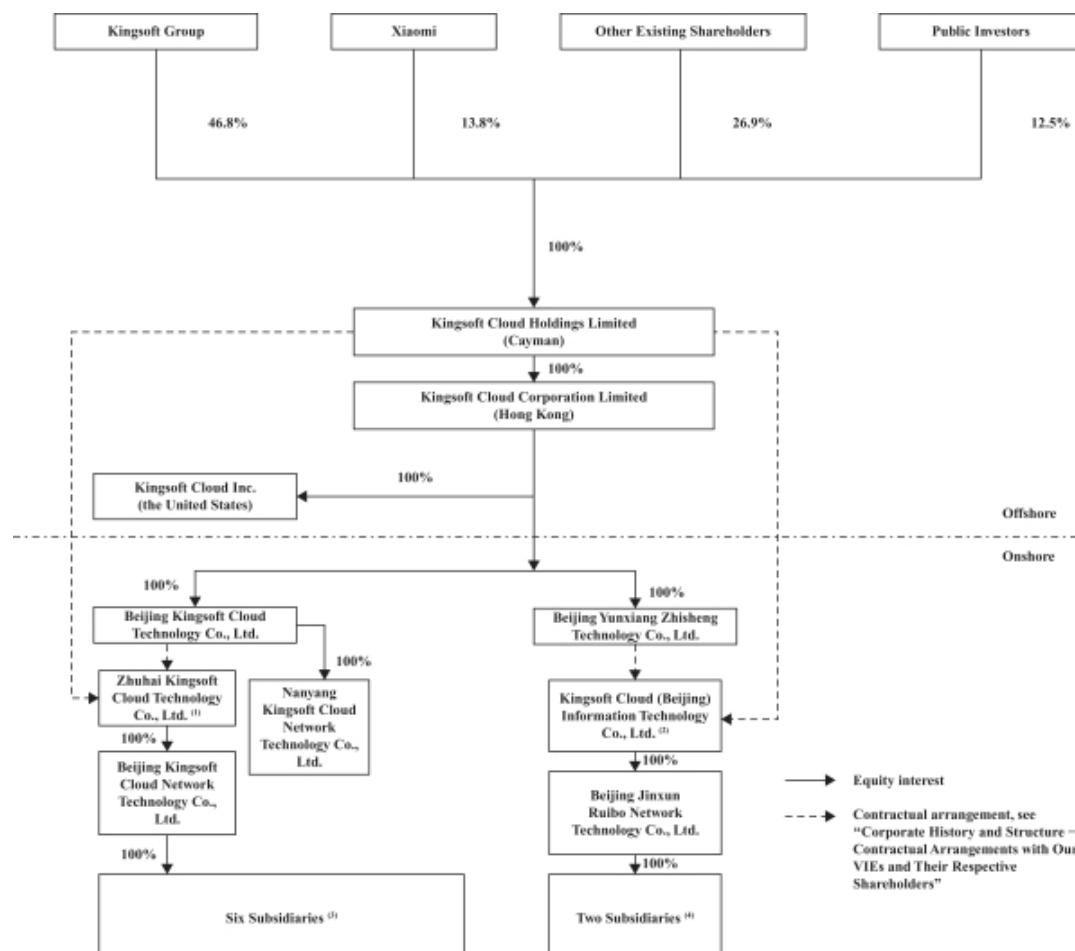 Kingsoft Group
Xiaomi
Other Existing Shareholders
Public Investors
46.8%
13.8%
26.9%
12.5%
100%
Kingsoft Cloud Holdings Limited
(Cayman)
100%
Kingsoft Cloud Corporation Limited
(Hong Kong)
100%
Kingsoft Cloud Inc.
(the United States)
Offshore
Onshore
100%
100%
Beijing Kingsoft Cloud
Technology Co., Ltd.
Beijing Yunxiang Zhisheng
Technology Co., Ltd.
100%
Zhuhai Kingsoft
Cloud Technology
Co., Ltd. (1)
Nanyang
Kingsoft Cloud
Network
Technology Co.,
Ltd.
Kingsoft Cloud (Beijing)
Information Technology
Co., Ltd. (2)
100%
100%
Beijing Kingsoft
Cloud Network
Technology Co.,
Ltd.
Beijing Jinxun
Ruibo Network
Technology Co., Ltd.
Equity interest
Contractual arrangement, see
“Corporate History and Structure –
Contractual Arrangements with Our
VIEs and Their Respective
Shareholders”
100%
100%
Six Subsidiaries (3)
Two Subsidiaries (4)